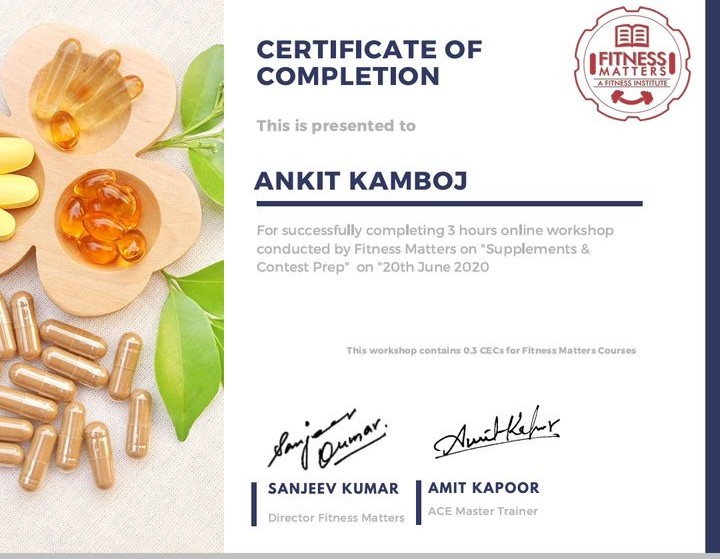 CERTIFICATE OF
COMPLETION
FITNESS
MATTERS
A FITNESS INSTITUTE
This is presented to
ANKIT KAMBOJ
For successfully completing 3 hours online workshop
conducted by Fitness Matters on "Supplements &
Contest Prep" on "20th June 2020
This workshop contains 0.3 CECs for Fitness Matters Courses
Sanjeev
Kumar
Amit Kapur
SANJEEV KUMAR
Director Fitness Matters
AMIT KAPOOR
ACE Master Trainer